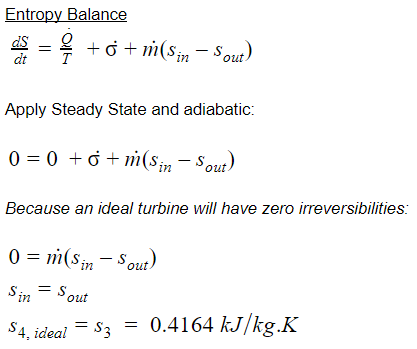 Entropy Balance
dS/dt = Q̇/T + σ̇ + ṁ(s_in − s_out)
Apply Steady State and adiabatic:
0 = 0 + σ̇ + ṁ(s_in − s_out)
Because an ideal turbine will have zero irreversibilities:
0 = ṁ(s_in − s_out)
s_in = s_out
s_4, ideal = s_3 = 0.4164 kJ/kg.K